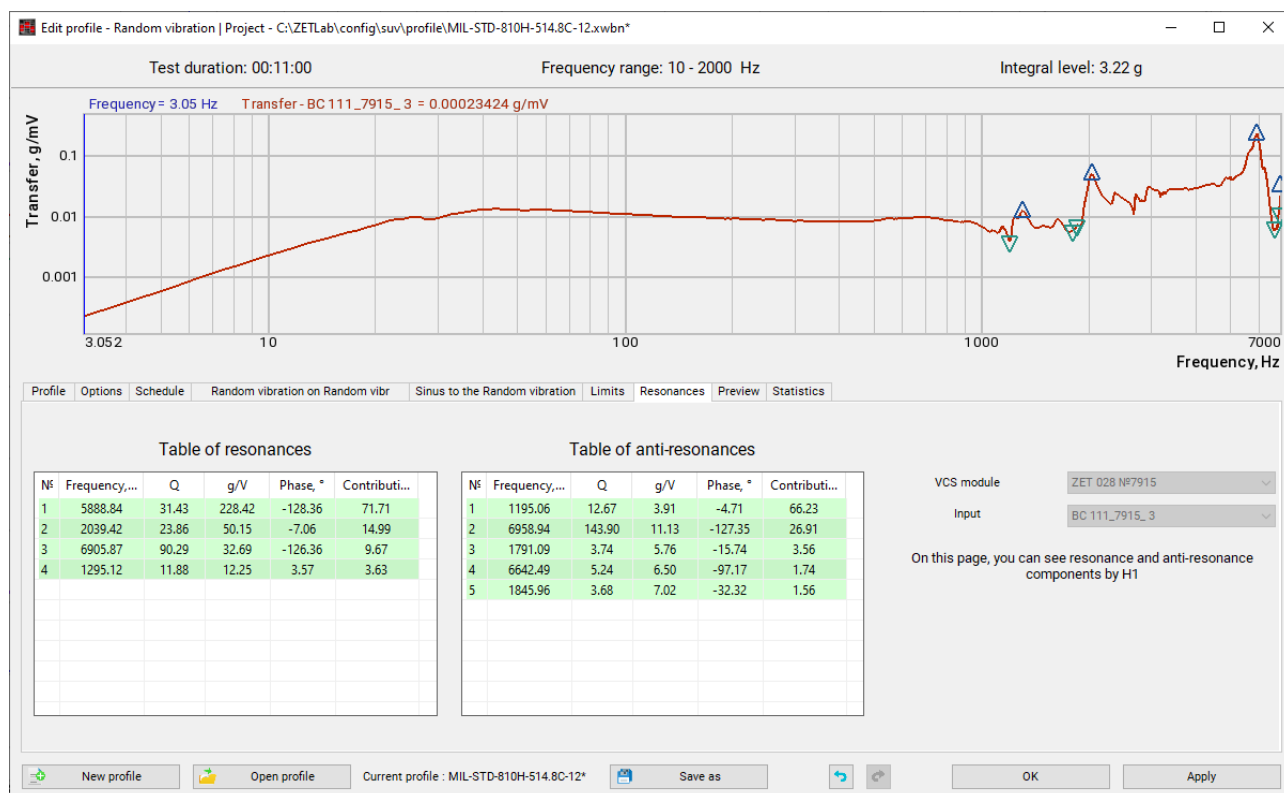 Edit profile - Random vibration | Project - C:\ZETLab\config\suv\profile\MIL-STD-810H-514.8C-12.xwbn*
Test duration: 00:11:00 Frequency range: 10 - 2000 Hz Integral level: 3.22 g
Frequency = 3.05 Hz Transfer - BC 111_7915_ 3 = 0.00023424 g/mV
Transfer, g/mV
0.1
0.01
0.001
3.052 10 100 1000 7000
Frequency, Hz
Profile Options Schedule Random vibration on Random vibr Sinus to the Random vibration Limits Resonances Preview Statistics
Table of resonances
Nº Frequency,... Q g/V Phase, ° Contributi...
1 5888.84 31.43 228.42 -128.36 71.71
2 2039.42 23.86 50.15 -7.06 14.99
3 6905.87 90.29 32.69 -126.36 9.67
4 1295.12 11.88 12.25 3.57 3.63
Table of anti-resonances
Nº Frequency,... Q g/V Phase, ° Contributi...
1 1195.06 12.67 3.91 -4.71 66.23
2 6958.94 143.90 11.13 -127.35 26.91
3 1791.09 3.74 5.76 -15.74 3.56
4 6642.49 5.24 6.50 -97.17 1.74
5 1845.96 3.68 7.02 -32.32 1.56
VCS module ZET 028 №7915
Input BC 111_7915_ 3
On this page, you can see resonance and anti-resonance
components by H1
New profile Open profile Current profile : MIL-STD-810H-514.8C-12* Save as OK Apply